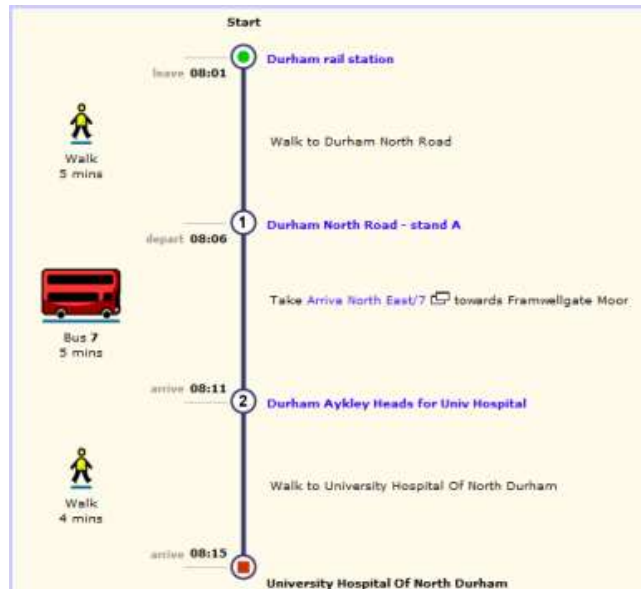 Start
Durham rail station
leave 08:01
Walk to Durham North Road
Walk
5 mins
Durham North Road - stand A
1
depart 08:06
Take Arriva North East/7 towards Framwellgate Moor
Bus 7
5 mins
arrive 08:11
2
Durham Aykley Heads for Univ Hospital
Walk to University Hospital Of North Durham
Walk
4 mins
arrive 08:15
University Hospital Of North Durham